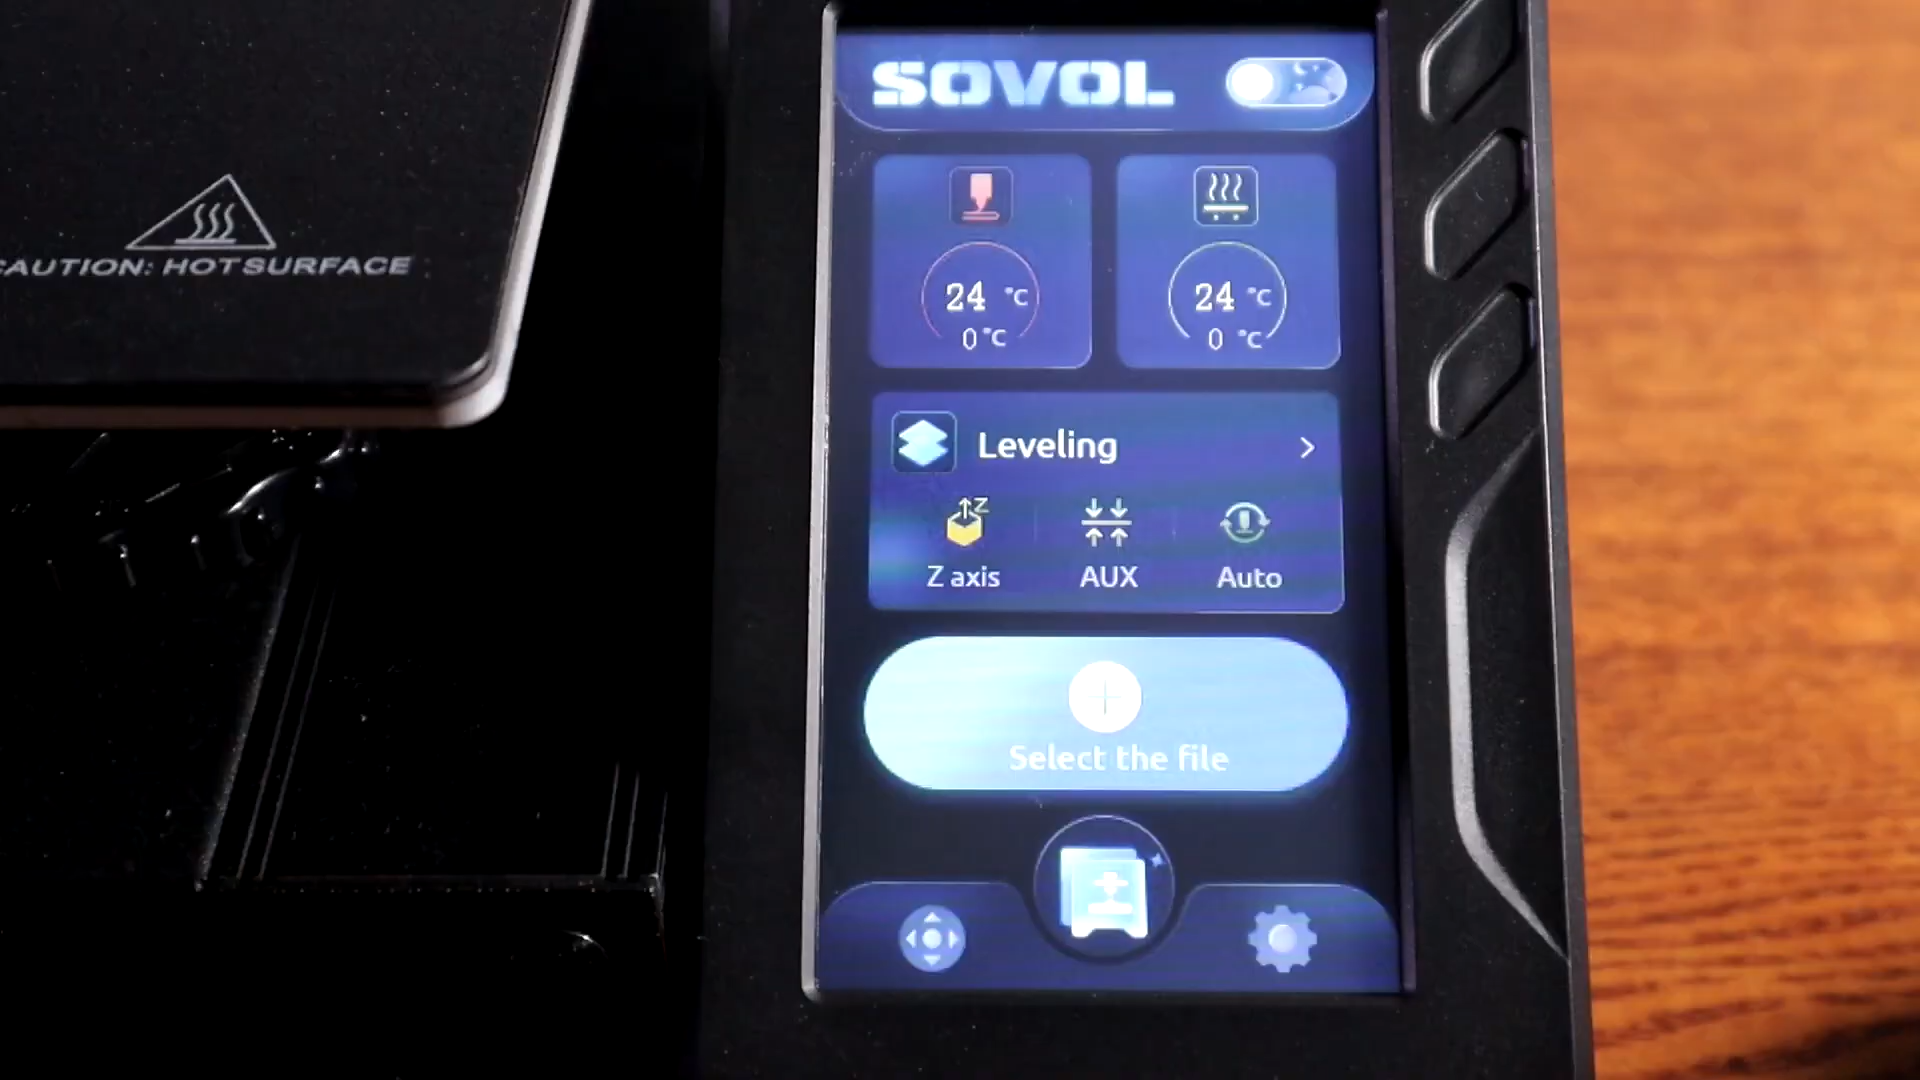 SOVOL
24 °C
0 °C
24 °C
0 °C
CAUTION: HOT SURFACE
Leveling
Z
Z axis
AUX
Auto
Select the file